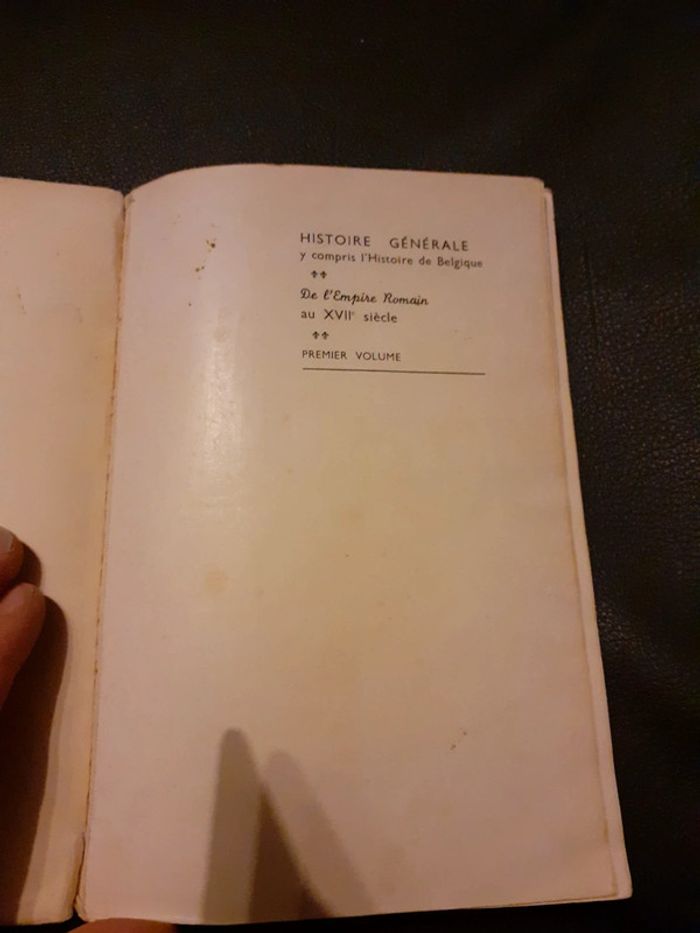 HISTOIRE GÉNÉRALE
y compris l'Histoire de Belgique
De l'Empire Romain
au XVIIe siècle
PREMIER VOLUME